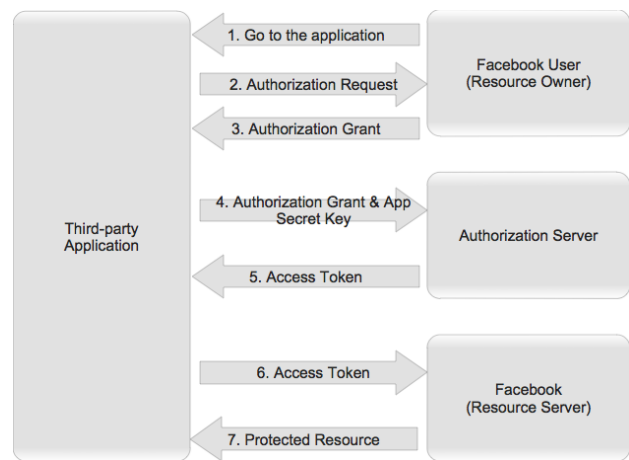 1. Go to the application
Facebook User
(Resource Owner)
2. Authorization Request
3. Authorization Grant
Third-party
Application
4. Authorization Grant & App
Secret Key
Authorization Server
5. Access Token
6. Access Token
Facebook
(Resource Server)
7. Protected Resource